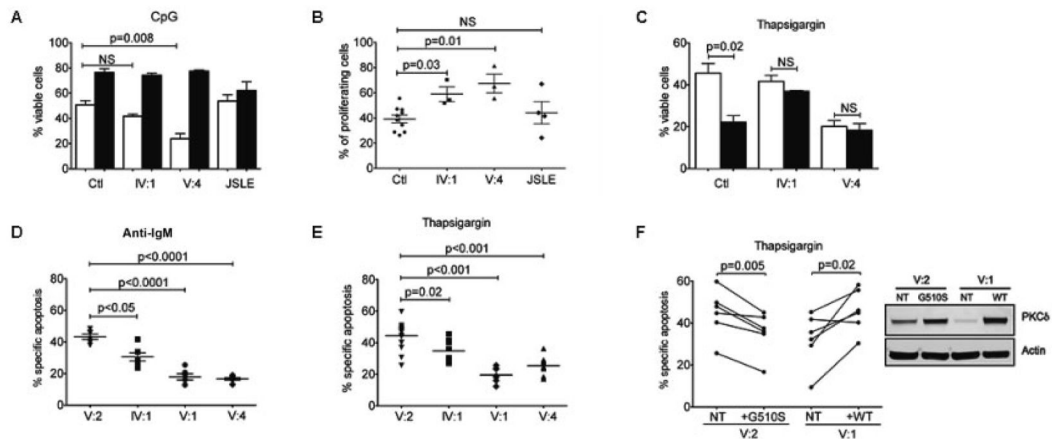 A
CpG
% viable cells
100
80
60
40
20
0
p=0.008
NS
Ctl
IV:1
V:4
JSLE
B
% of proliferating cells
100
80
60
40
20
0
NS
p=0.01
p=0.03
Ctl
IV:1
V:4
JSLE
C
Thapsigargin
% viable cells
60
40
20
0
p=0.02
NS
NS
Ctl
IV:1
V:4
D
Anti-IgM
% specific apoptosis
80
60
40
20
0
p<0.0001
p<0.0001
p<0.05
V:2
IV:1
V:1
V:4
E
Thapsigargin
% specific apoptosis
80
60
40
20
0
p<0.001
p<0.001
p=0.02
V:2
IV:1
V:1
V:4
F
Thapsigargin
% specific apoptosis
80
60
40
20
0
p=0.005
p=0.02
NT
+G510S
NT
+WT
V:2
V:1
V:2
V:1
NT
G510S
NT
WT
PKCδ
Actin